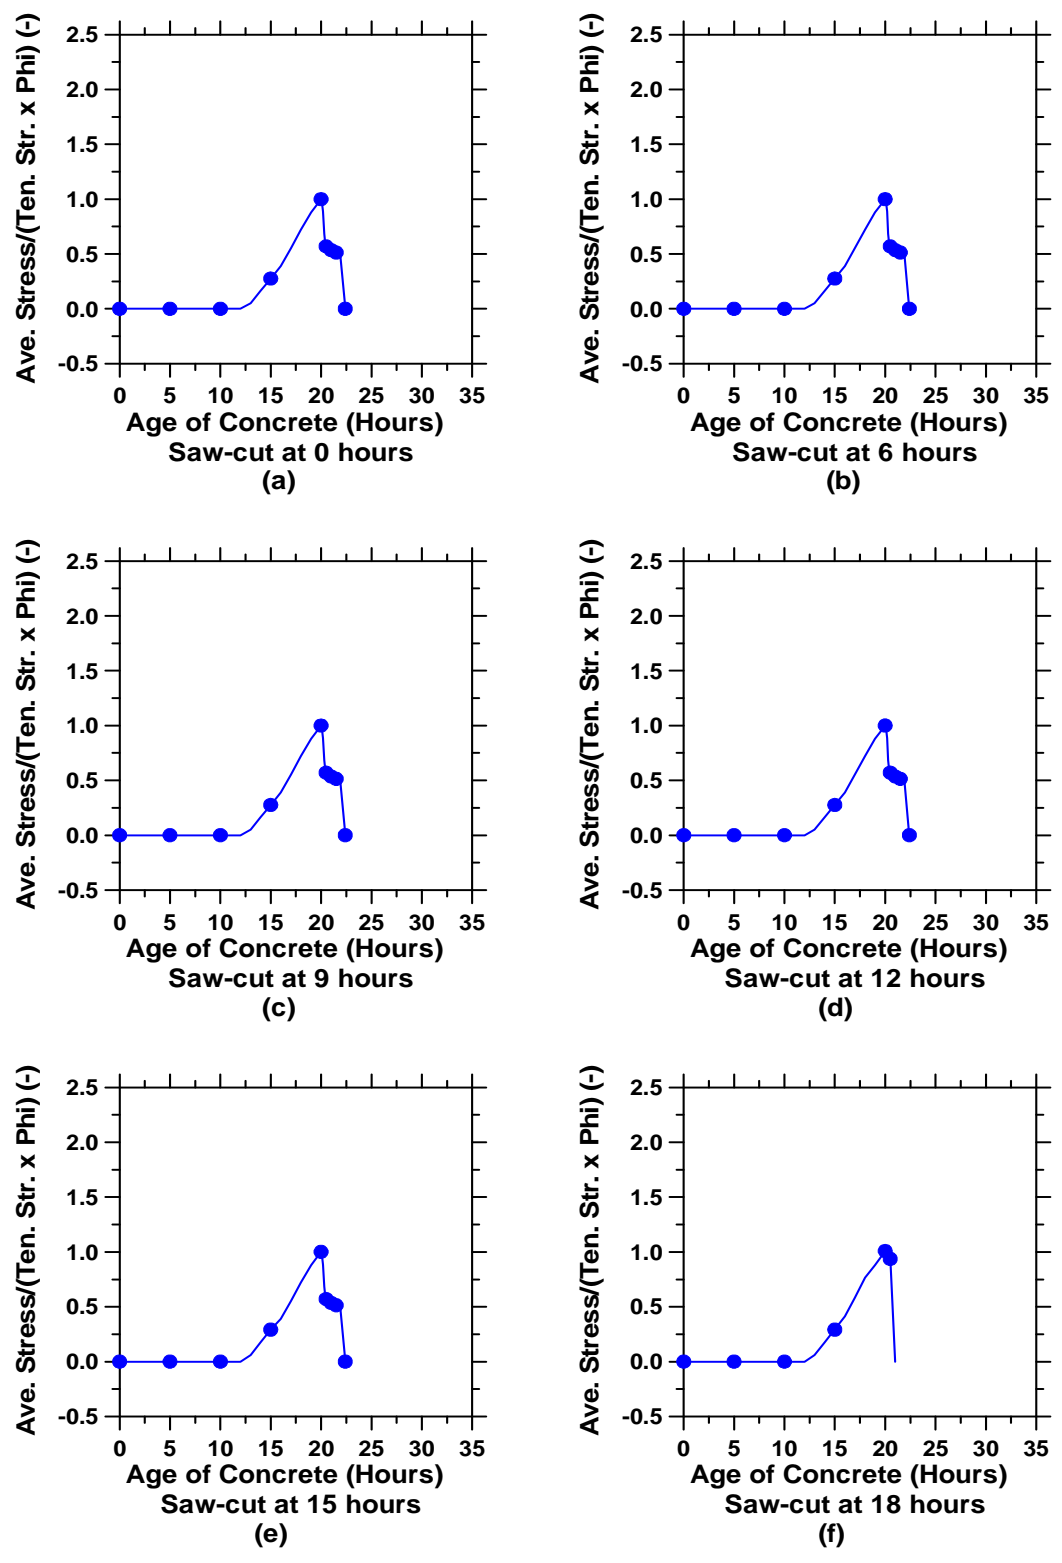 Ave. Stress/(Ten. Str. x Phi) (-)
2.5
2.0
1.5
1.0
0.5
0.0
-0.5
0 5 10 15 20 25 30 35
Age of Concrete (Hours)
Saw-cut at 0 hours
(a)
Ave. Stress/(Ten. Str. x Phi) (-)
2.5
2.0
1.5
1.0
0.5
0.0
-0.5
0 5 10 15 20 25 30 35
Age of Concrete (Hours)
Saw-cut at 6 hours
(b)
Ave. Stress/(Ten. Str. x Phi) (-)
2.5
2.0
1.5
1.0
0.5
0.0
-0.5
0 5 10 15 20 25 30 35
Age of Concrete (Hours)
Saw-cut at 9 hours
(c)
Ave. Stress/(Ten. Str. x Phi) (-)
2.5
2.0
1.5
1.0
0.5
0.0
-0.5
0 5 10 15 20 25 30 35
Age of Concrete (Hours)
Saw-cut at 12 hours
(d)
Ave. Stress/(Ten. Str. x Phi) (-)
2.5
2.0
1.5
1.0
0.5
0.0
-0.5
0 5 10 15 20 25 30 35
Age of Concrete (Hours)
Saw-cut at 15 hours
(e)
Ave. Stress/(Ten. Str. x Phi) (-)
2.5
2.0
1.5
1.0
0.5
0.0
-0.5
0 5 10 15 20 25 30 35
Age of Concrete (Hours)
Saw-cut at 18 hours
(f)